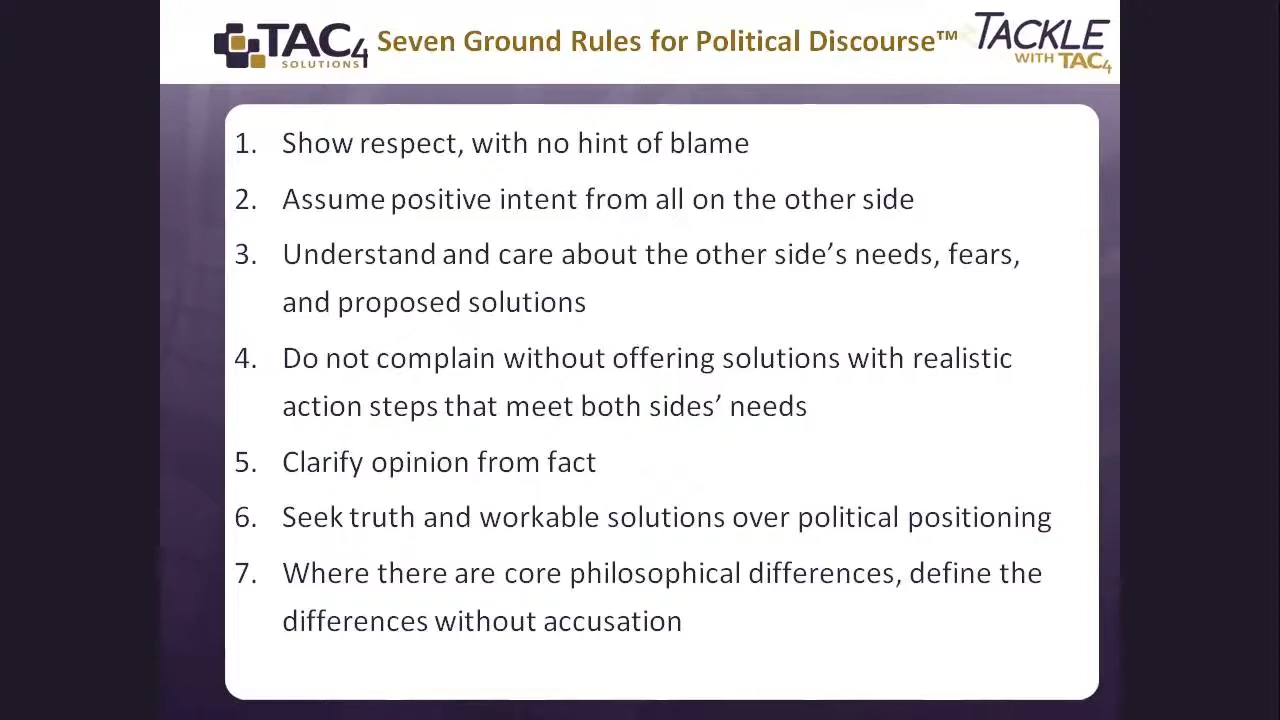 TAC4 SOLUTIONS
Seven Ground Rules for Political Discourse™
TACKLE
WITH TAC4
1. Show respect, with no hint of blame
2. Assume positive intent from all on the other side
3. Understand and care about the other side’s needs, fears,
and proposed solutions
4. Do not complain without offering solutions with realistic
action steps that meet both sides’ needs
5. Clarify opinion from fact
6. Seek truth and workable solutions over political positioning
7. Where there are core philosophical differences, define the
differences without accusation